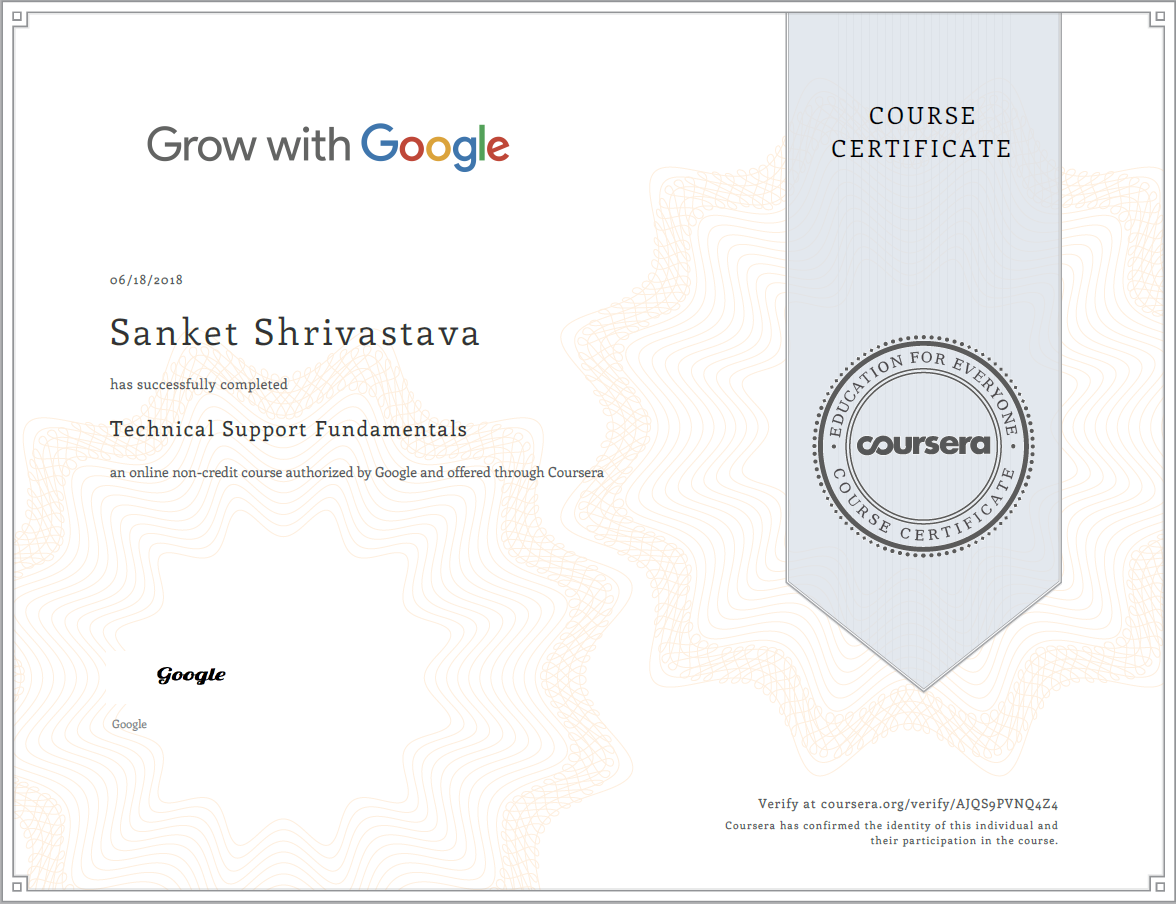 Grow with Google
COURSE
CERTIFICATE
06/18/2018
Sanket Shrivastava
has successfully completed
Technical Support Fundamentals
an online non-credit course authorized by Google and offered through Coursera
EDUCATION FOR EVERYONE
coursera
COURSE CERTIFICATE
Google
Google
Verify at coursera.org/verify/AJQS9PVNQ4Z4
Coursera has confirmed the identity of this individual and
their participation in the course.